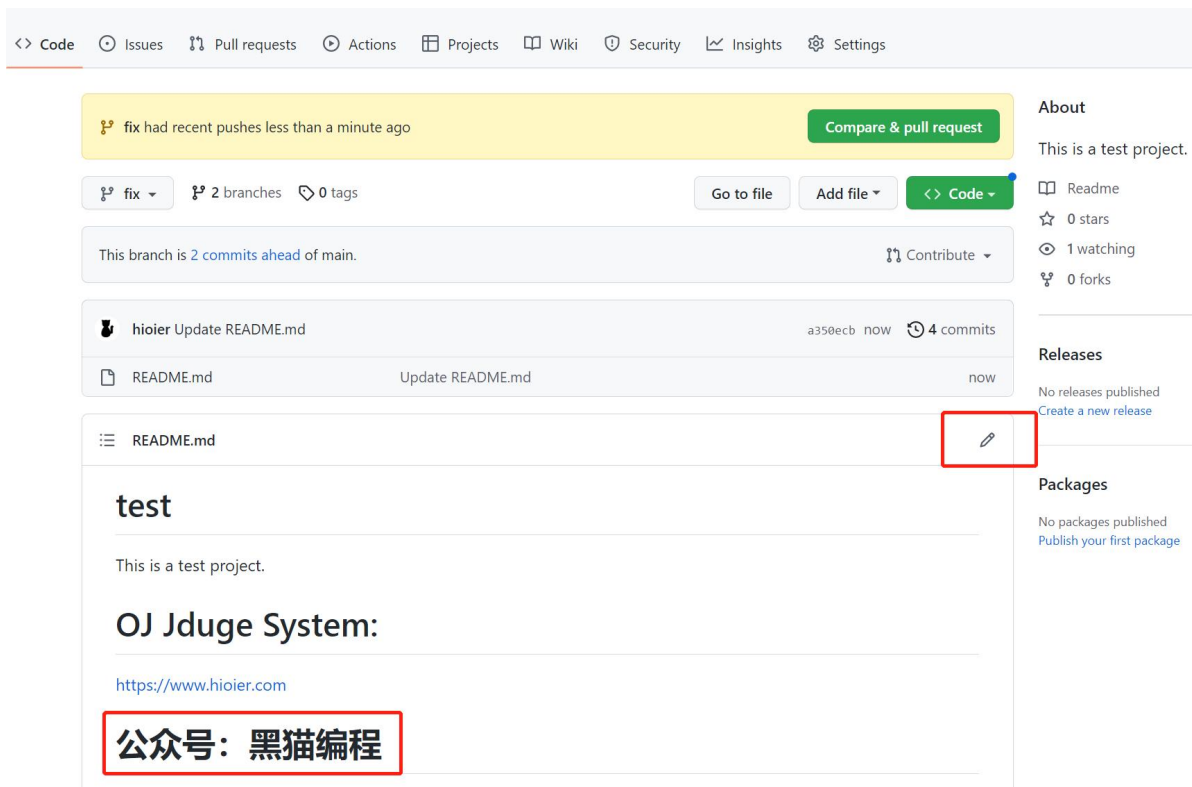 Code Issues Pull requests Actions Projects Wiki Security Insights Settings
fix had recent pushes less than a minute ago Compare & pull request
fix 2 branches 0 tags Go to file Add file Code
This branch is 2 commits ahead of main. Contribute
hioier Update README.md a350ecb now 4 commits
README.md Update README.md now
README.md
test
This is a test project.
OJ Jduge System:
https://www.hioier.com
公众号：黑猫编程
About
This is a test project.
Readme
0 stars
1 watching
0 forks
Releases
No releases published
Create a new release
Packages
No packages published
Publish your first package